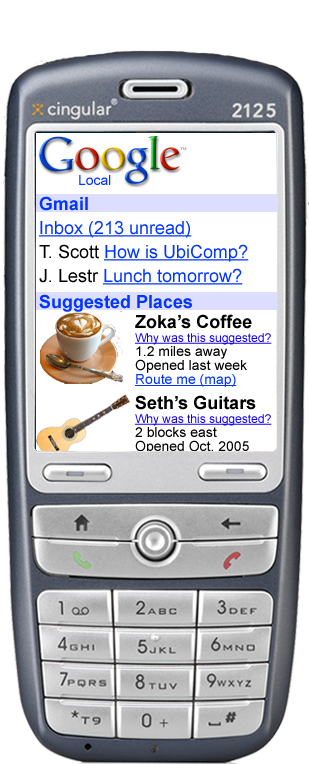 cingular®
2125
Google™
Local
Gmail
Inbox (213 unread)
T. Scott How is UbiComp?
J. Lestr Lunch tomorrow?
Suggested Places
Zoka's Coffee
Why was this suggested?
1.2 miles away
Opened last week
Route me (map)
Seth's Guitars
Why was this suggested?
2 blocks east
Opened Oct. 2005
1 2ABC 3DEF
4GHI 5JKL 6MNO
7PQRS 8TUV 9WXYZ
*T9 0 + #